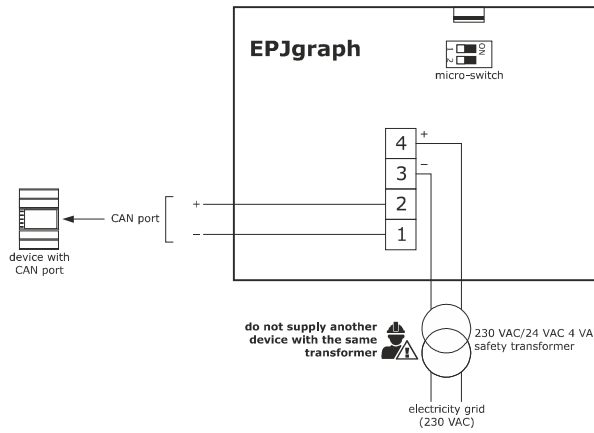 EPJgraph
ON
1
2
micro-switch
4
+
3
–
+
2
CAN port
–
1
device with
CAN port
do not supply another
device with the same
transformer
230 VAC/24 VAC 4 VA
safety transformer
electricity grid
(230 VAC)